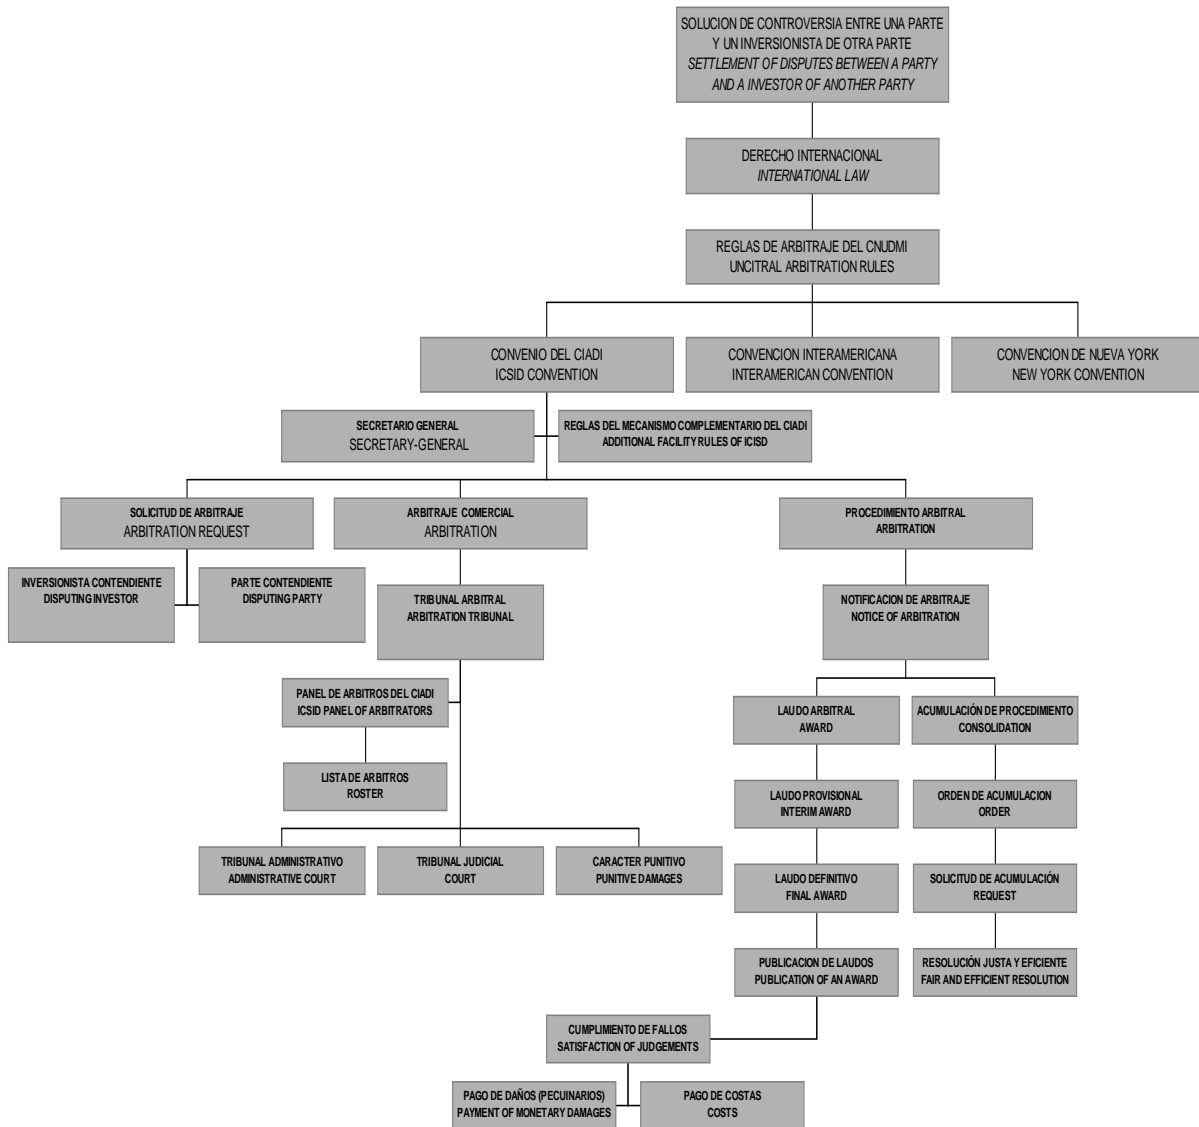 SOLUCION DE CONTROVERSIA ENTRE UNA PARTE
Y UN INVERSIONISTA DE OTRA PARTE
SETTLEMENT OF DISPUTES BETWEEN A PARTY
AND A INVESTOR OF ANOTHER PARTY
DERECHO INTERNACIONAL
INTERNATIONAL LAW
REGLAS DE ARBITRAJE DEL CNUDMI
UNCITRAL ARBITRATION RULES
CONVENIO DEL CIADI
ICSID CONVENTION
CONVENCION INTERAMERICANA
INTERAMERICAN CONVENTION
CONVENCION DE NUEVA YORK
NEW YORK CONVENTION
SECRETARIO GENERAL
SECRETARY-GENERAL
REGLAS DEL MECANISMO COMPLEMENTARIO DEL CIADI
ADDITIONAL FACILITY RULES OF ICISD
SOLICITUD DE ARBITRAJE
ARBITRATION REQUEST
ARBITRAJE COMERCIAL
ARBITRATION
PROCEDIMIENTO ARBITRAL
ARBITRATION
INVERSIONISTA CONTENDIENTE
DISPUTING INVESTOR
PARTE CONTENDIENTE
DISPUTING PARTY
TRIBUNAL ARBITRAL
ARBITRATION TRIBUNAL
NOTIFICACION DE ARBITRAJE
NOTICE OF ARBITRATION
PANEL DE ARBITROS DEL CIADI
ICSID PANEL OF ARBITRATORS
LAUDO ARBITRAL
AWARD
ACUMULACIÓN DE PROCEDIMIENTO
CONSOLIDATION
LISTA DE ARBITROS
ROSTER
LAUDO PROVISIONAL
INTERIM AWARD
ORDEN DE ACUMULACION
ORDER
TRIBUNAL ADMINISTRATIVO
ADMINISTRATIVE COURT
TRIBUNAL JUDICIAL
COURT
CARACTER PUNITIVO
PUNITIVE DAMAGES
LAUDO DEFINITIVO
FINAL AWARD
SOLICITUD DE ACUMULACIÓN
REQUEST
PUBLICACION DE LAUDOS
PUBLICATION OF AN AWARD
RESOLUCIÓN JUSTA Y EFICIENTE
FAIR AND EFFICIENT RESOLUTION
CUMPLIMIENTO DE FALLOS
SATISFACTION OF JUDGEMENTS
PAGO DE DAÑOS (PECUINARIOS)
PAYMENT OF MONETARY DAMAGES
PAGO DE COSTAS
COSTS